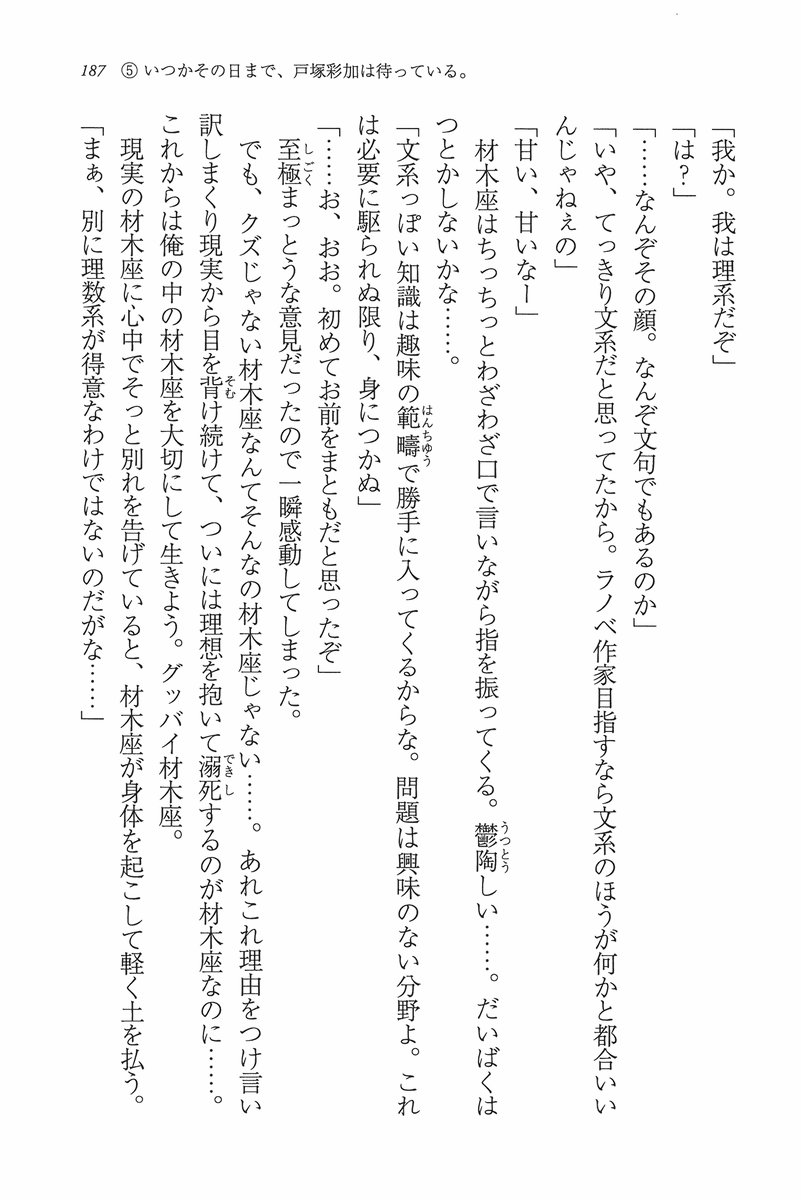 187 ⑤ いつかその日まで、戸塚彩加は待っている。
「我か。我は理系だぞ」
「は?」
「……なんぞその顔。なんぞ文句でもあるのか」
「いや、てっきり文系だと思ってたから。ラノベ作家目指すなら文系のほうが何かと都合いい
んじゃねぇの」
「甘い、甘いなー」
材木座はちっちっとわざわざ口で言いながら指を振ってくる。鬱陶しい……。だいばくは
つとかしないかな……。
「文系っぽい知識は趣味の範疇で勝手に入ってくるからな。問題は興味のない分野よ。これ
は必要に駆られぬ限り、身につかぬ」
「……お、おお。初めてお前をまともだと思ったぞ」
至極まっとうな意見だったので一瞬感動してしまった。
でも、クズじゃない材木座なんてそんなの材木座じゃない……。あれこれ理由をつけ言い
訳しまくり現実から目を背け続けて、ついには理想を抱いて溺死するのが材木座なのに……。
これからは俺の中の材木座を大切にして生きよう。グッバイ材木座。
現実の材木座に心中でそっと別れを告げていると、材木座が身体を起こして軽く土を払う。
「まぁ、別に理数系が得意なわけではないのだがな……」
うっとう
はんちゆう
しごく
そむ
できし